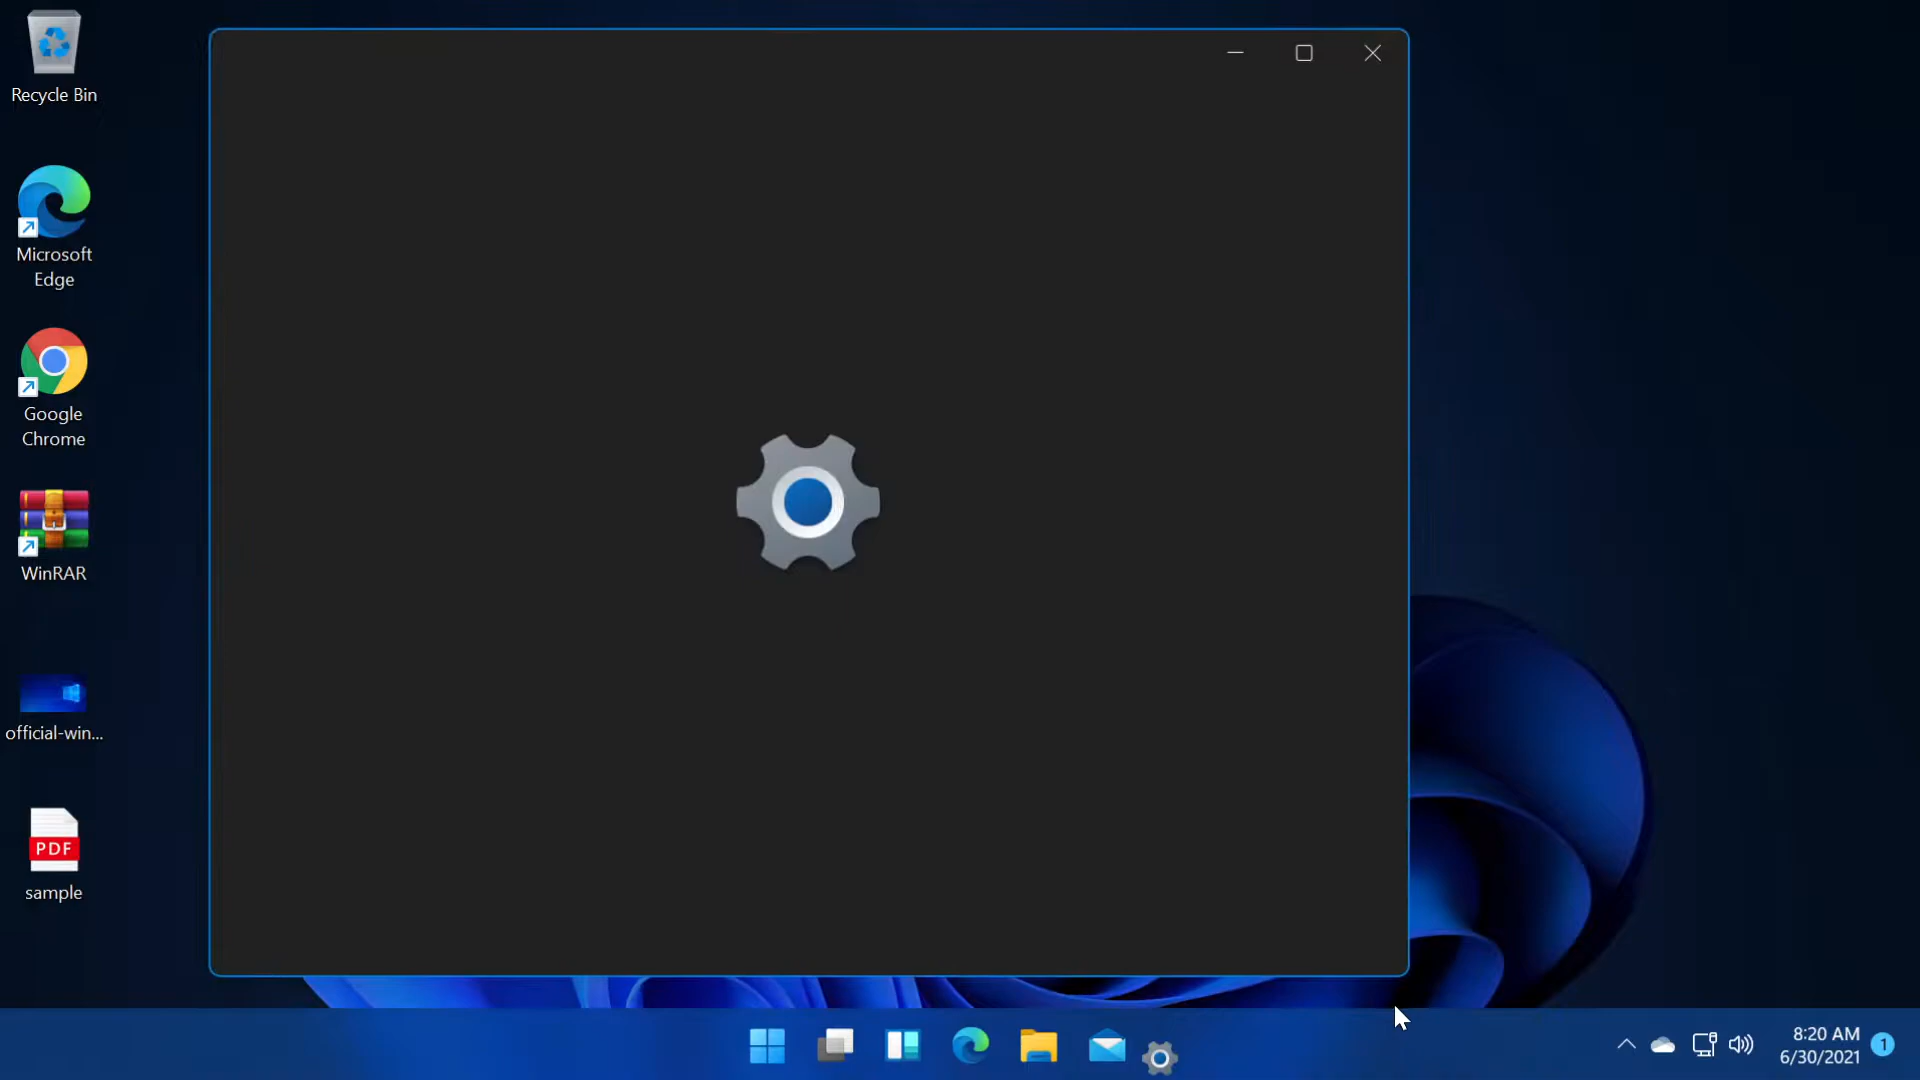 Recycle Bin
Microsoft
Edge
Google
Chrome
WinRAR
official-win...
PDF
sample
8:20 AM
6/30/2021
1